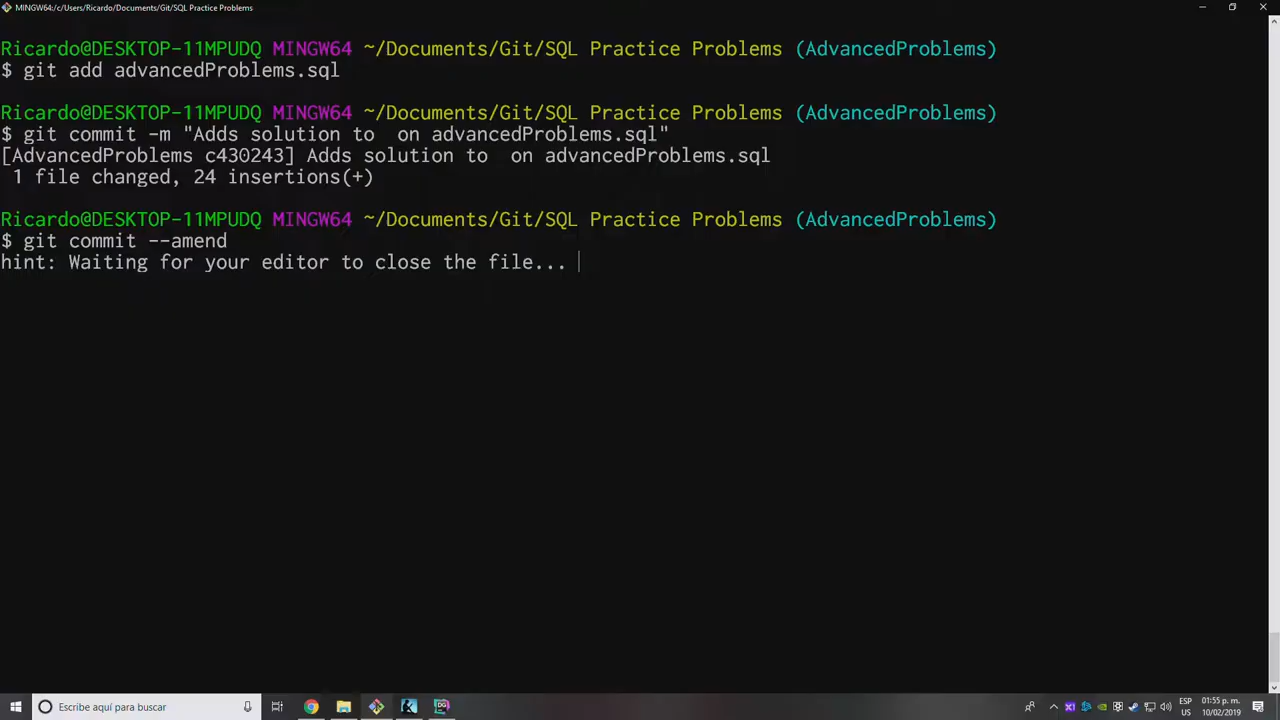 MINGW64:/c/Users/Ricardo/Documents/Git/SQL Practice Problems
Ricardo@DESKTOP-11MPUDQ MINGW64 ~/Documents/Git/SQL Practice Problems (AdvancedProblems)
$ git add advancedProblems.sql
Ricardo@DESKTOP-11MPUDQ MINGW64 ~/Documents/Git/SQL Practice Problems (AdvancedProblems)
$ git commit -m "Adds solution to  on advancedProblems.sql"
[AdvancedProblems c430243] Adds solution to  on advancedProblems.sql
 1 file changed, 24 insertions(+)
Ricardo@DESKTOP-11MPUDQ MINGW64 ~/Documents/Git/SQL Practice Problems (AdvancedProblems)
$ git commit --amend
hint: Waiting for your editor to close the file...
Escribe aquí para buscar
ESP
US
01:55 p. m.
10/02/2019